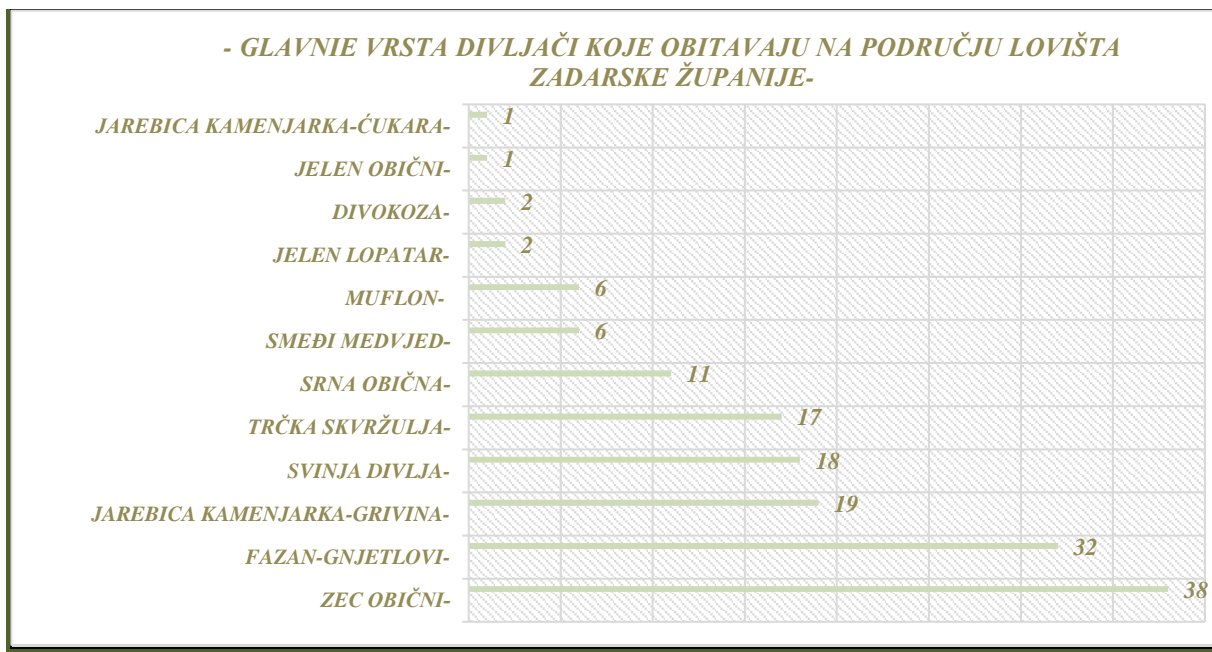 - GLAVNIE VRSTA DIVLJAČI KOJE OBITAVAJU NA PODRUČJU LOVIŠTA
ZADARSKE ŽUPANIJE-
JAREBICA KAMENJARKA-ĆUKARA- 1
JELEN OBIČNI- 1
DIVOKOZA- 2
JELEN LOPATAR- 2
MUFLON- 6
SMEĐI MEDVJED- 6
SRNA OBIČNA- 11
TRČKA SKVRŽULJA- 17
SVINJA DIVLJA- 18
JAREBICA KAMENJARKA-GRIVINA- 19
FAZAN-GNJETLOVI- 32
ZEC OBIČNI- 38